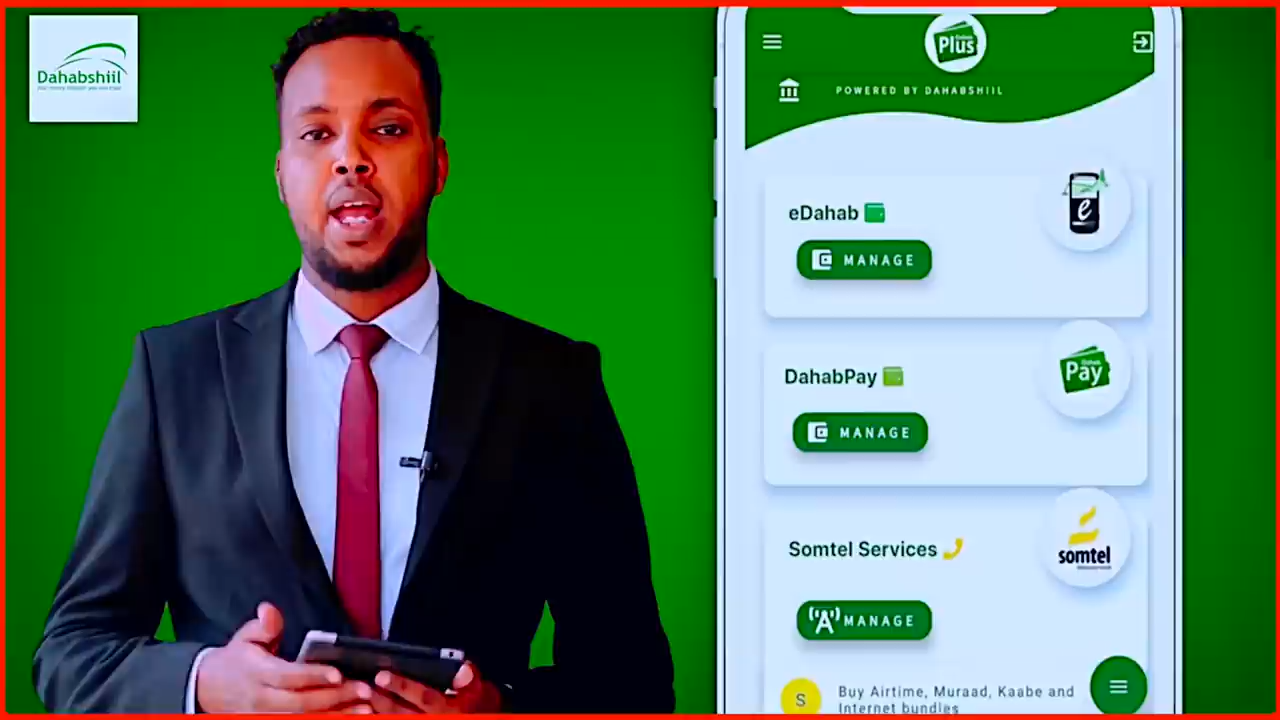 Dahabshiil
Dahab
Plus
POWERED BY DAHABSHIIL
eDahab
e
MANAGE
DahabPay
Pay
MANAGE
Somtel Services
somtel
MANAGE
S
Buy Airtime, Muraad, Kaabe and
Internet bundles